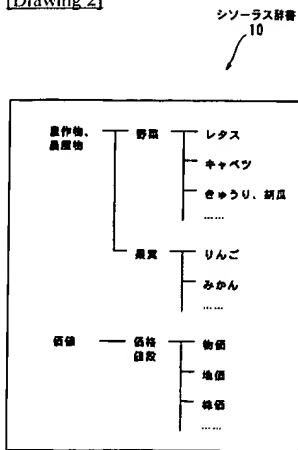 [Drawing 2]
シソーラス辞書
10
農作物、
農産物
野菜
レタス
キャベツ
きゅうり、胡瓜
……
果実
りんご
みかん
……
価値
価格
値段
物価
地価
株価
……